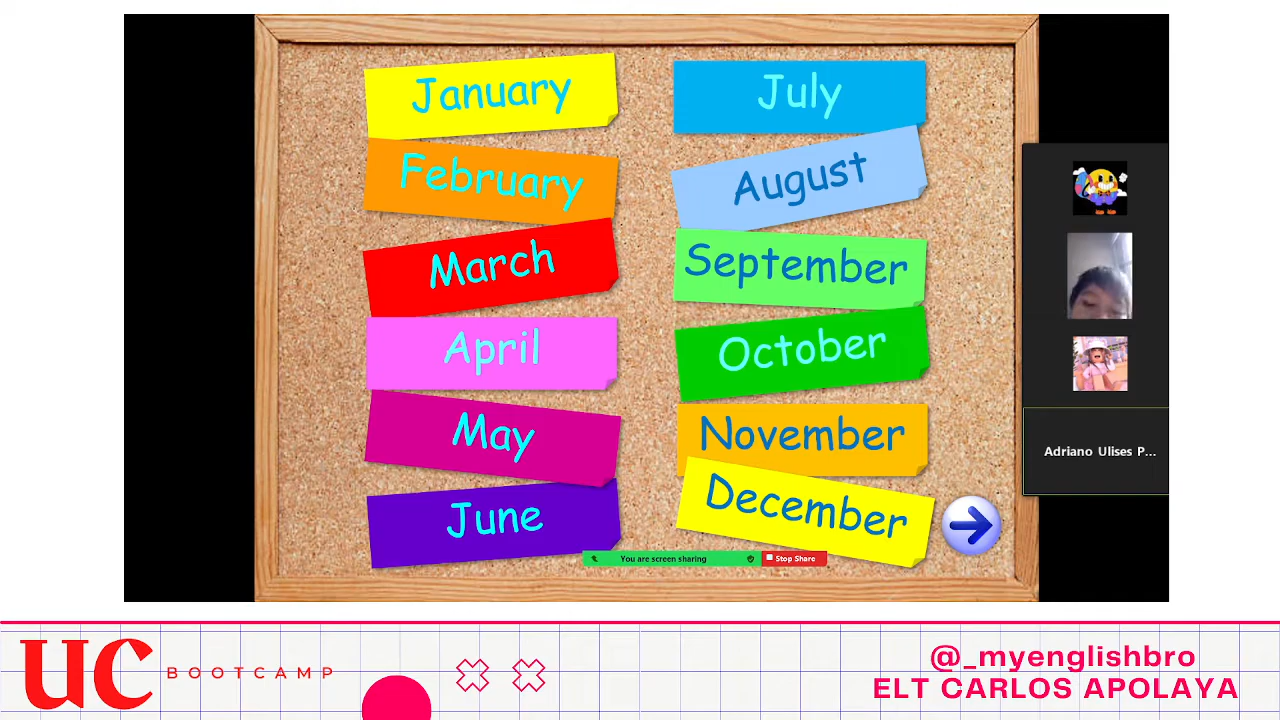 January
February
March
April
May
June
July
August
September
October
November
December
You are screen sharing
Stop Share
Adriano Ulises P...
UC BOOTCAMP
@_myenglishbro
ELT CARLOS APOLAYA